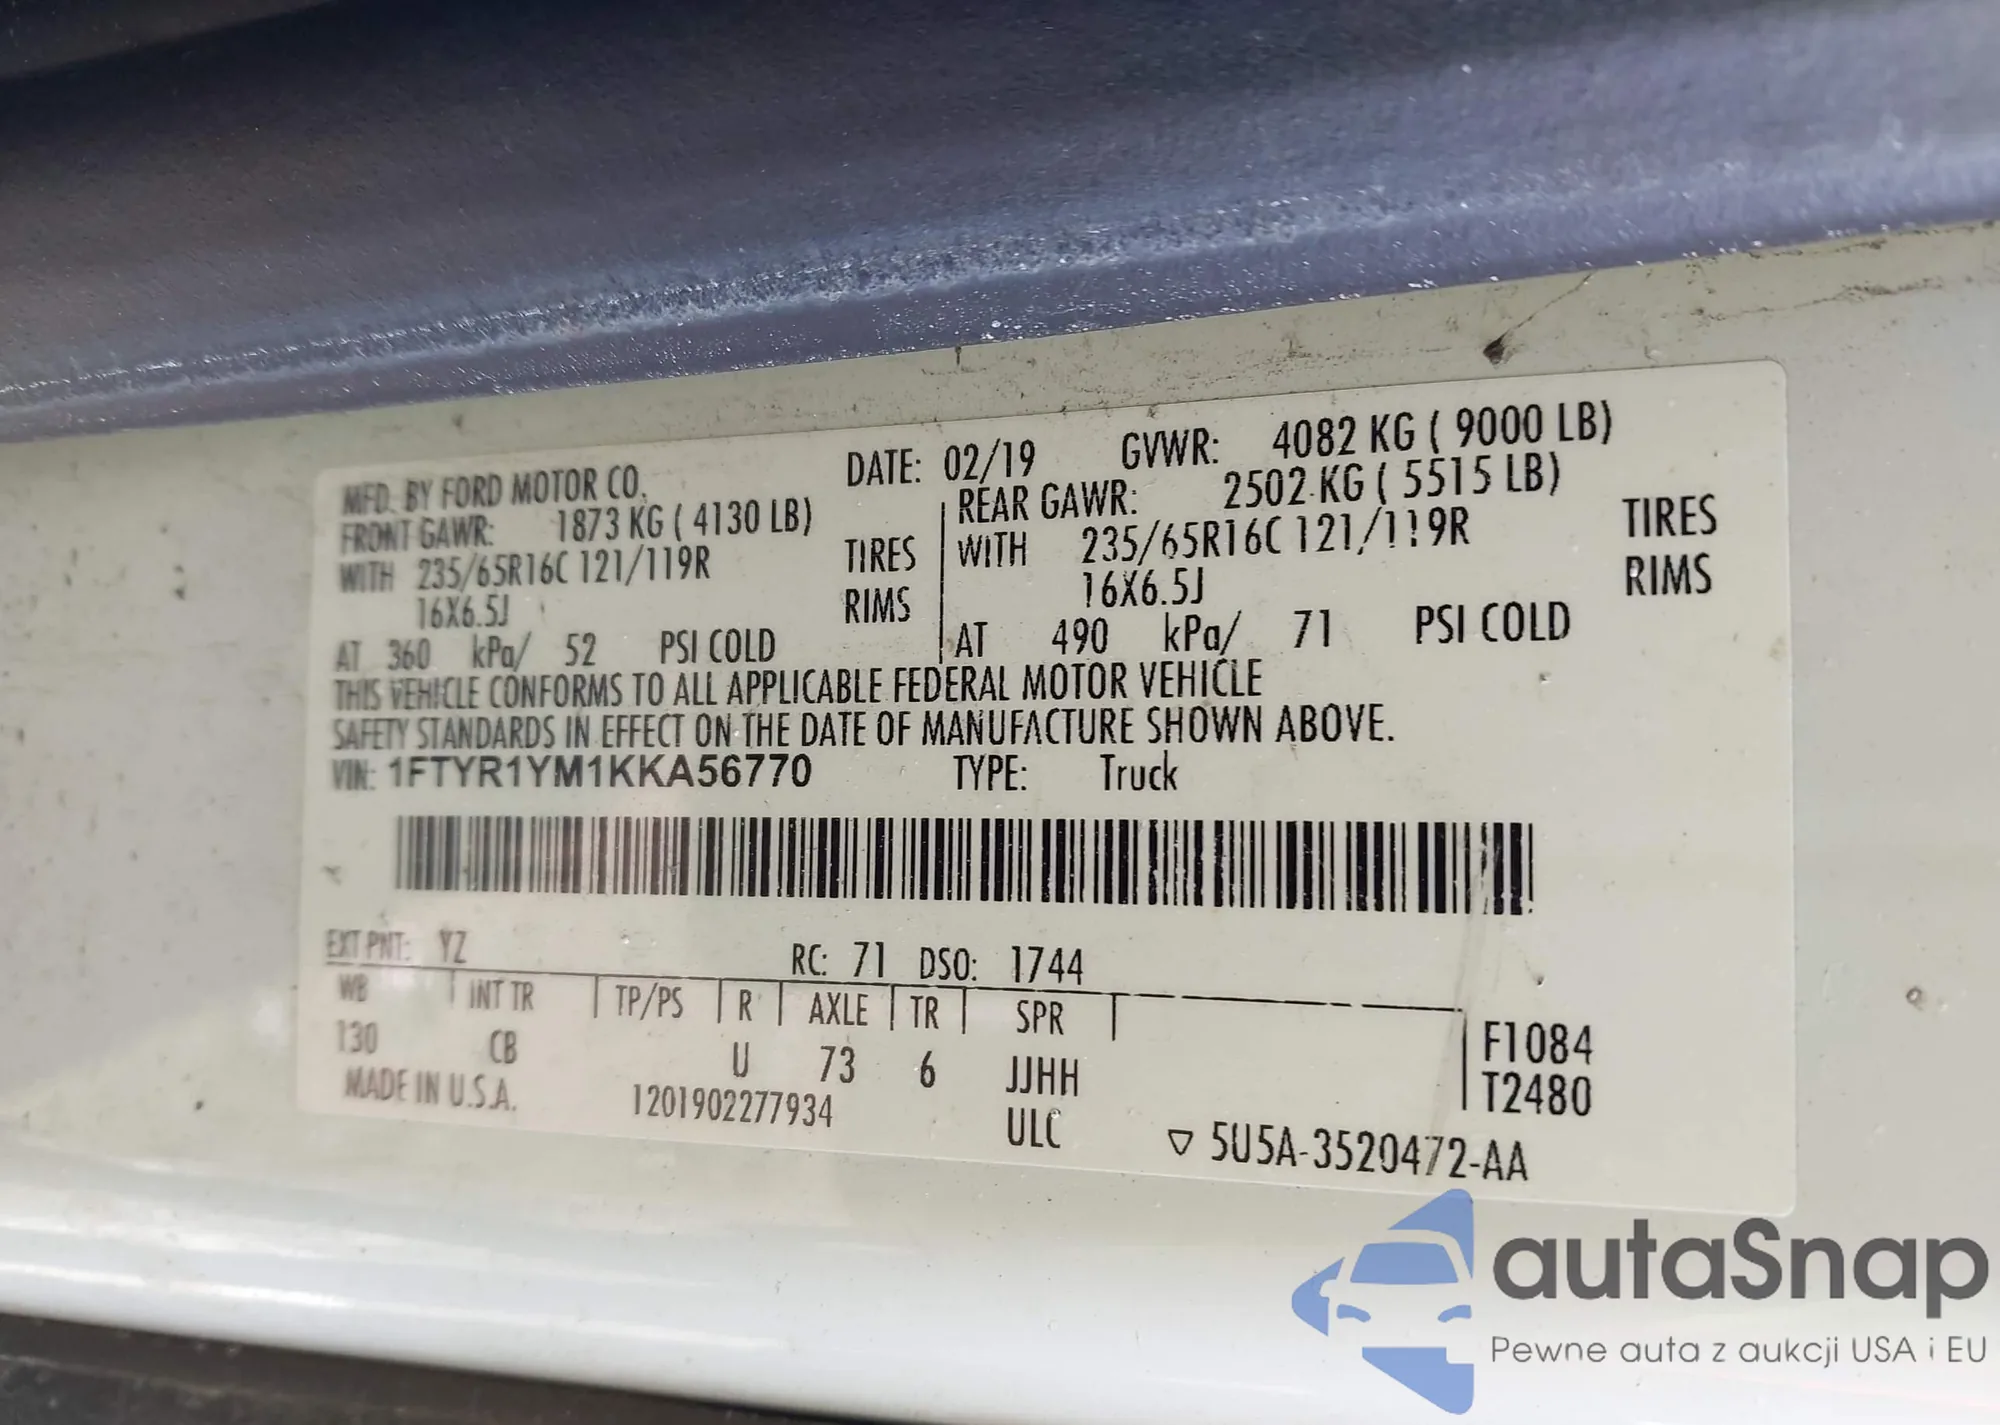 MFD. BY FORD MOTOR CO. DATE: 02/19 GVWR: 4082 KG ( 9000 LB)
FRONT GAWR: 1873 KG ( 4130 LB) REAR GAWR: 2502 KG ( 5515 LB)
WITH 235/65R16C 121/119R TIRES WITH 235/65R16C 121/119R TIRES
16X6.5J RIMS 16X6.5J RIMS
AT 360 kPa/ 52 PSI COLD AT 490 kPa/ 71 PSI COLD
THIS VEHICLE CONFORMS TO ALL APPLICABLE FEDERAL MOTOR VEHICLE
SAFETY STANDARDS IN EFFECT ON THE DATE OF MANUFACTURE SHOWN ABOVE.
VIN: 1FTYR1YM1KKA56770 TYPE: Truck
EXT PNT: YZ RC: 71 DSO: 1744
WB INT TR TP/PS R AXLE TR SPR
130 CB U 73 6 JJHH F1084
T2480
MADE IN U.S.A. 1201902277934 ULC ▽ 5U5A-3520472-AA
autaSnap
Pewne auta z aukcji USA i EU